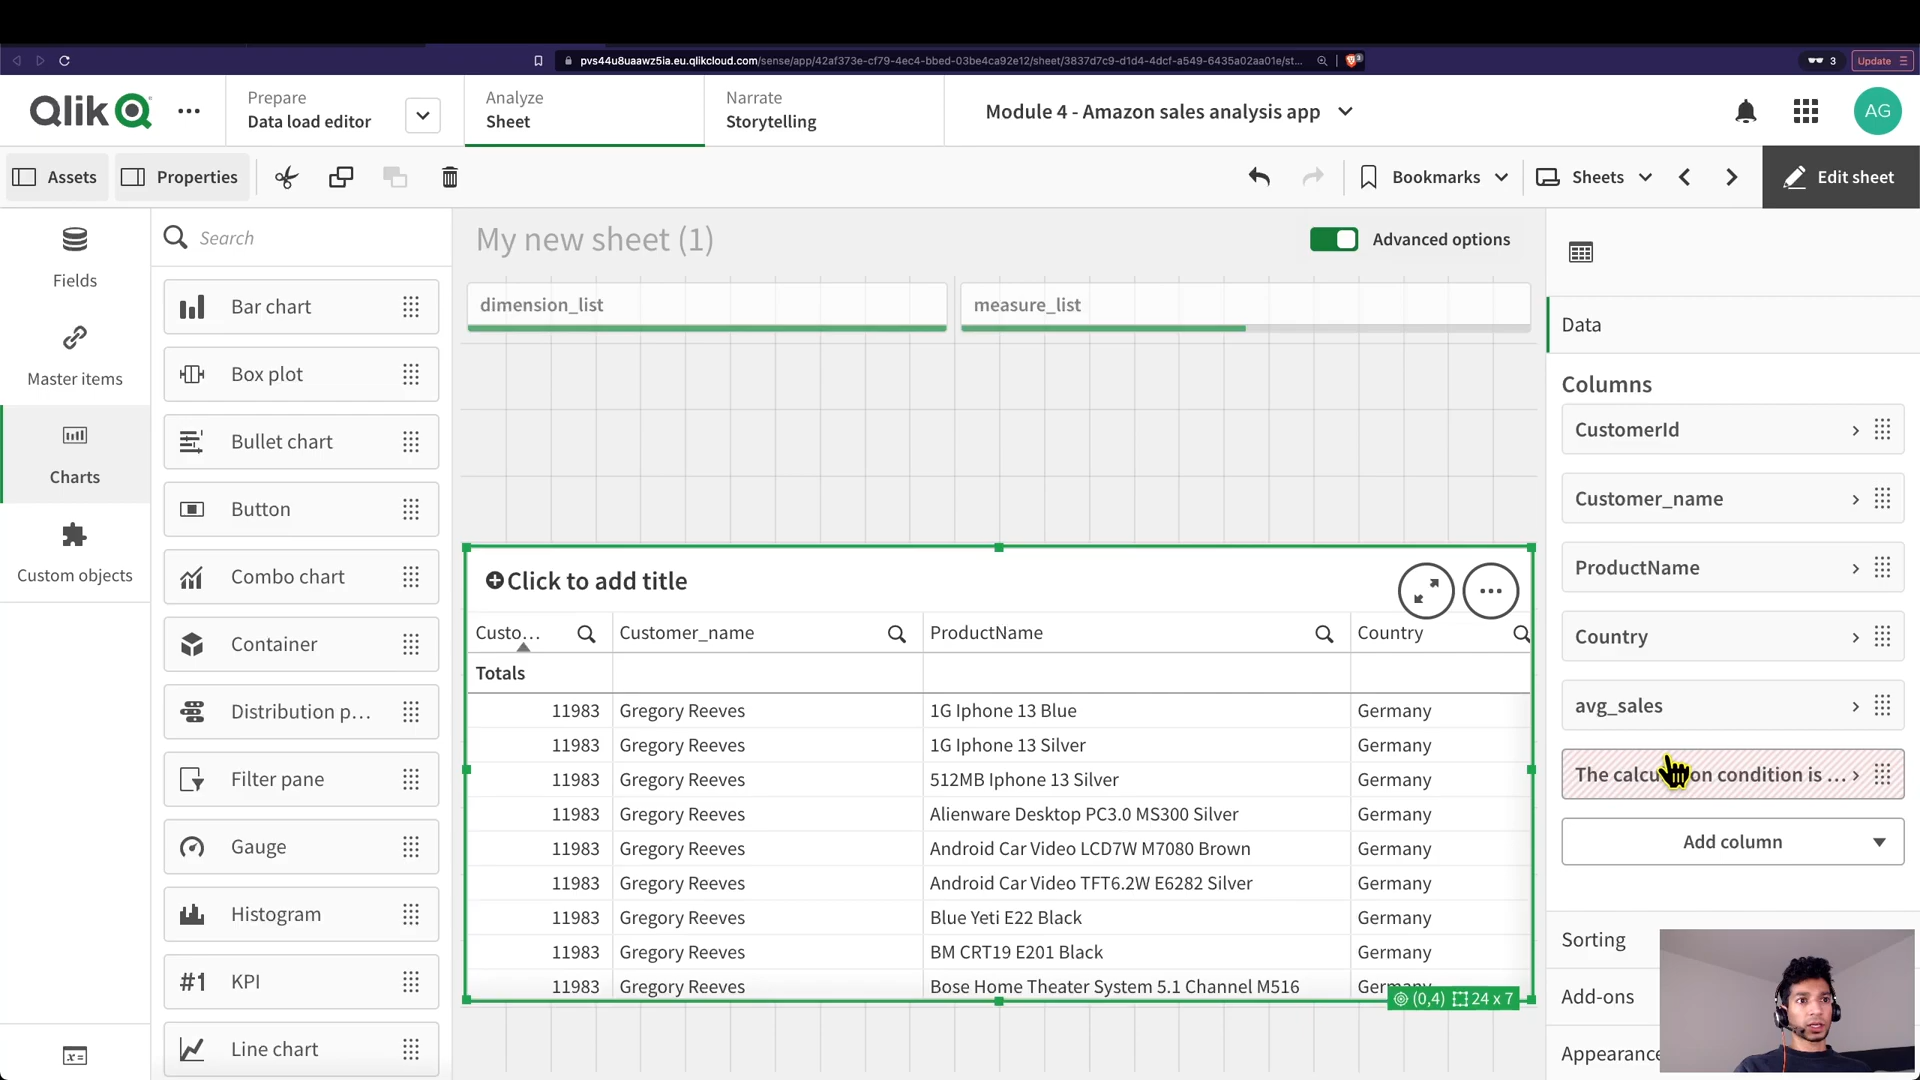 pvs44u8uaawz5ia.eu.qlikcloud.com/sense/app/42af373e-cf79-4ec4-bbed-03be4ca92e12/sheet/3837d7c9-d1d4-4dcf-a549-6435a02aa01e/st...
3
Update
Qlik
Prepare
Data load editor
Analyze
Sheet
Narrate
Storytelling
Module 4 - Amazon sales analysis app
AG
Assets
Properties
Bookmarks
Sheets
Edit sheet
Fields
Master items
Charts
Custom objects
Search
Bar chart
Box plot
Bullet chart
Button
Combo chart
Container
Distribution p...
Filter pane
Gauge
Histogram
#1 KPI
Line chart
My new sheet (1)
Advanced options
dimension_list
measure_list
Click to add title
Custo... Customer_name ProductName Country
Totals
11983 Gregory Reeves 1G Iphone 13 Blue Germany
11983 Gregory Reeves 1G Iphone 13 Silver Germany
11983 Gregory Reeves 512MB Iphone 13 Silver Germany
11983 Gregory Reeves Alienware Desktop PC3.0 MS300 Silver Germany
11983 Gregory Reeves Android Car Video LCD7W M7080 Brown Germany
11983 Gregory Reeves Android Car Video TFT6.2W E6282 Silver Germany
11983 Gregory Reeves Blue Yeti E22 Black Germany
11983 Gregory Reeves BM CRT19 E201 Black Germany
11983 Gregory Reeves Bose Home Theater System 5.1 Channel M516
(0,4) 24 x 7
Data
Columns
CustomerId
Customer_name
ProductName
Country
avg_sales
The condition is ...
Add column
Sorting
Add-ons
Appearance